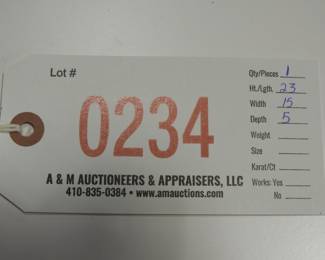 Lot #
0234
A & M AUCTIONEERS & APPRAISERS, LLC
410-835-0384 • www.amauctions.com
Qty/Pieces 1
Ht./Lgth. 23
Width 15
Depth 5
Weight
Size
Karat/Ct
Works: Yes
No